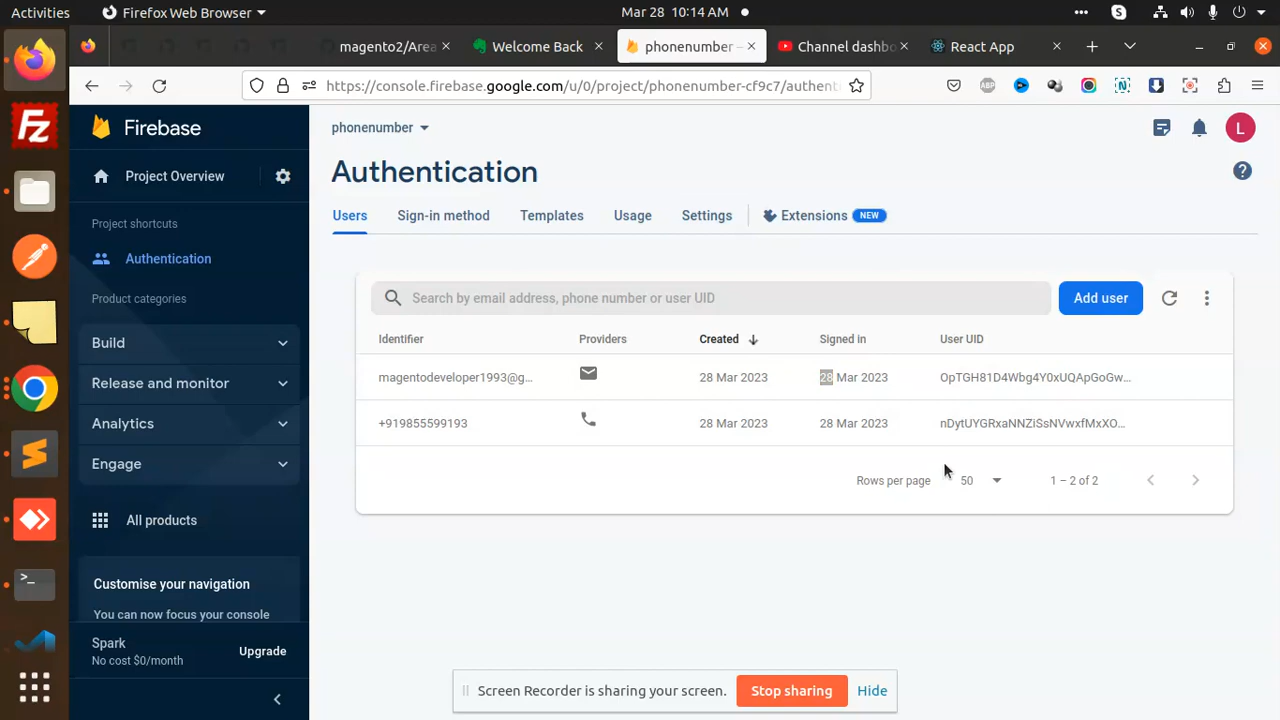 Activities
Firefox Web Browser
Mar 28 10:14 AM
magento2/Area
Welcome Back
phonenumber –
Channel dashbo
React App
https://console.firebase.google.com/u/0/project/phonenumber-cf9c7/authenti
ABP
N
Fz
Firebase
phonenumber
L
Project Overview
Authentication
Users
Sign-in method
Templates
Usage
Settings
Extensions
NEW
Project shortcuts
Authentication
Product categories
Build
Release and monitor
Analytics
Engage
All products
Customise your navigation
You can now focus your console
Spark
No cost $0/month
Upgrade
Search by email address, phone number or user UID
Add user
Identifier
Providers
Created
Signed in
User UID
magentodeveloper1993@g...
28 Mar 2023
28 Mar 2023
OpTGH81D4Wbg4Y0xUQApGoGw...
+919855599193
28 Mar 2023
28 Mar 2023
nDytUYGRxaNNZiSsNVwxfMxXO...
Rows per page
50
1 – 2 of 2
Screen Recorder is sharing your screen.
Stop sharing
Hide